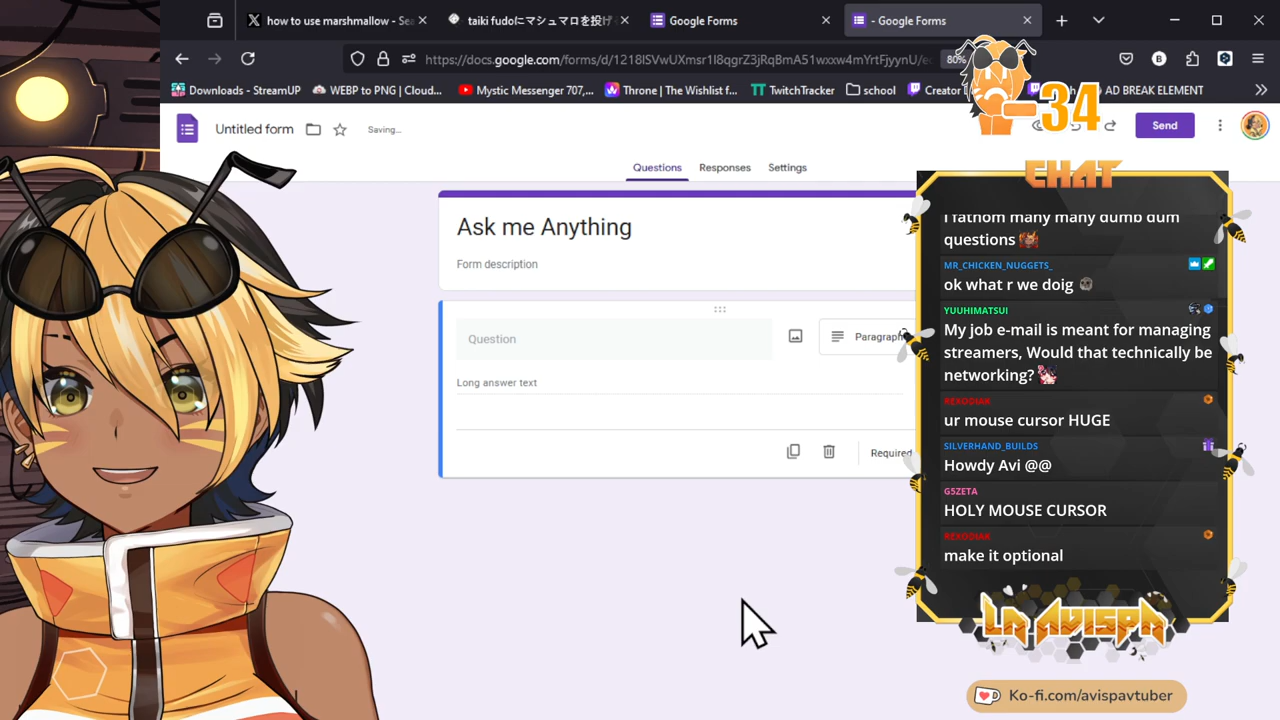 how to use marshmallow - Sea
taiki fudoにマシュマロを投げ
Google Forms
- Google Forms
https://docs.google.com/forms/d/1218lSVwUXmsr1I8qgrZ3jRqBmA51wxxw4mYrtFjyynU/ec
80%
Downloads - StreamUP
WEBP to PNG | Cloud...
Mystic Messenger 707,...
Throne | The Wishlist f...
TwitchTracker
school
Creator
AD BREAK ELEMENT
-34
Untitled form
Saving...
Send
Questions
Responses
Settings
Ask me Anything
Form description
Question
Paragraph
Long answer text
Required
CHAT
I fathom many many dumb dum
questions
MR_CHICKEN_NUGGETS_
ok what r we doig
YUUHIMATSUI
My job e-mail is meant for managing
streamers, Would that technically be
networking?
REXODIAK
ur mouse cursor HUGE
SILVERHAND_BUILDS
Howdy Avi @@
G5ZETA
HOLY MOUSE CURSOR
REXODIAK
make it optional
LA AVISPA
Ko-fi.com/avispavtuber